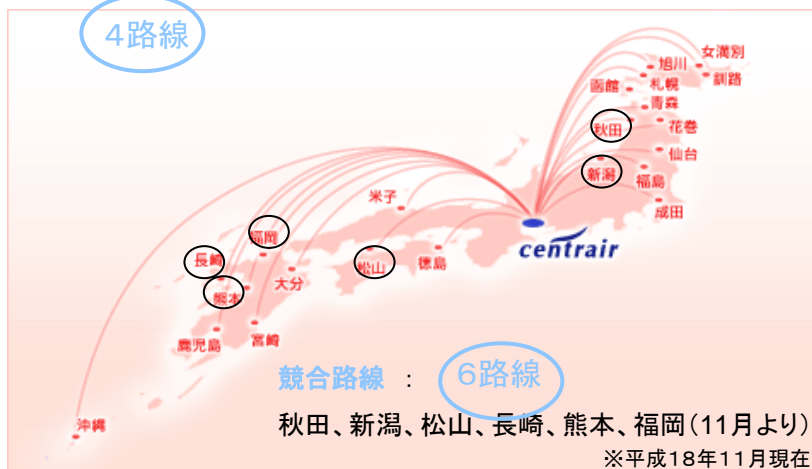 4路線
女満別
旭川
釧路
札幌
函館
青森
秋田
花巻
仙台
新潟
福島
成田
米子
centrair
福岡
長崎
松山
徳島
大分
熊本
鹿児島
宮崎
沖縄
競合路線 : 6路線
秋田、新潟、松山、長崎、熊本、福岡(11月より)
※平成18年11月現在